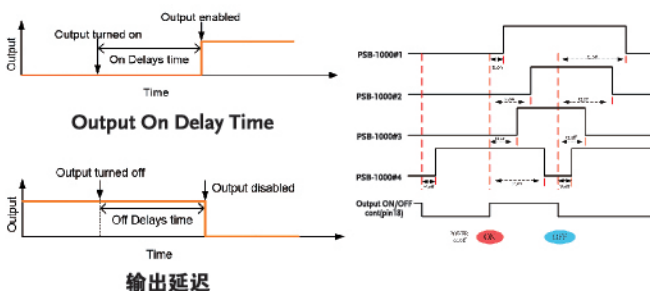 Output enabled
Output turned on
On Delays time
Output
Time
Output On Delay Time
Output turned off
Output disabled
Off Delays time
Output
Time
输出延迟
PSB-1000#1
PSB-1000#2
PSB-1000#3
PSB-1000#4
Output ON/OFF
cont(pin18)
ON
OFF